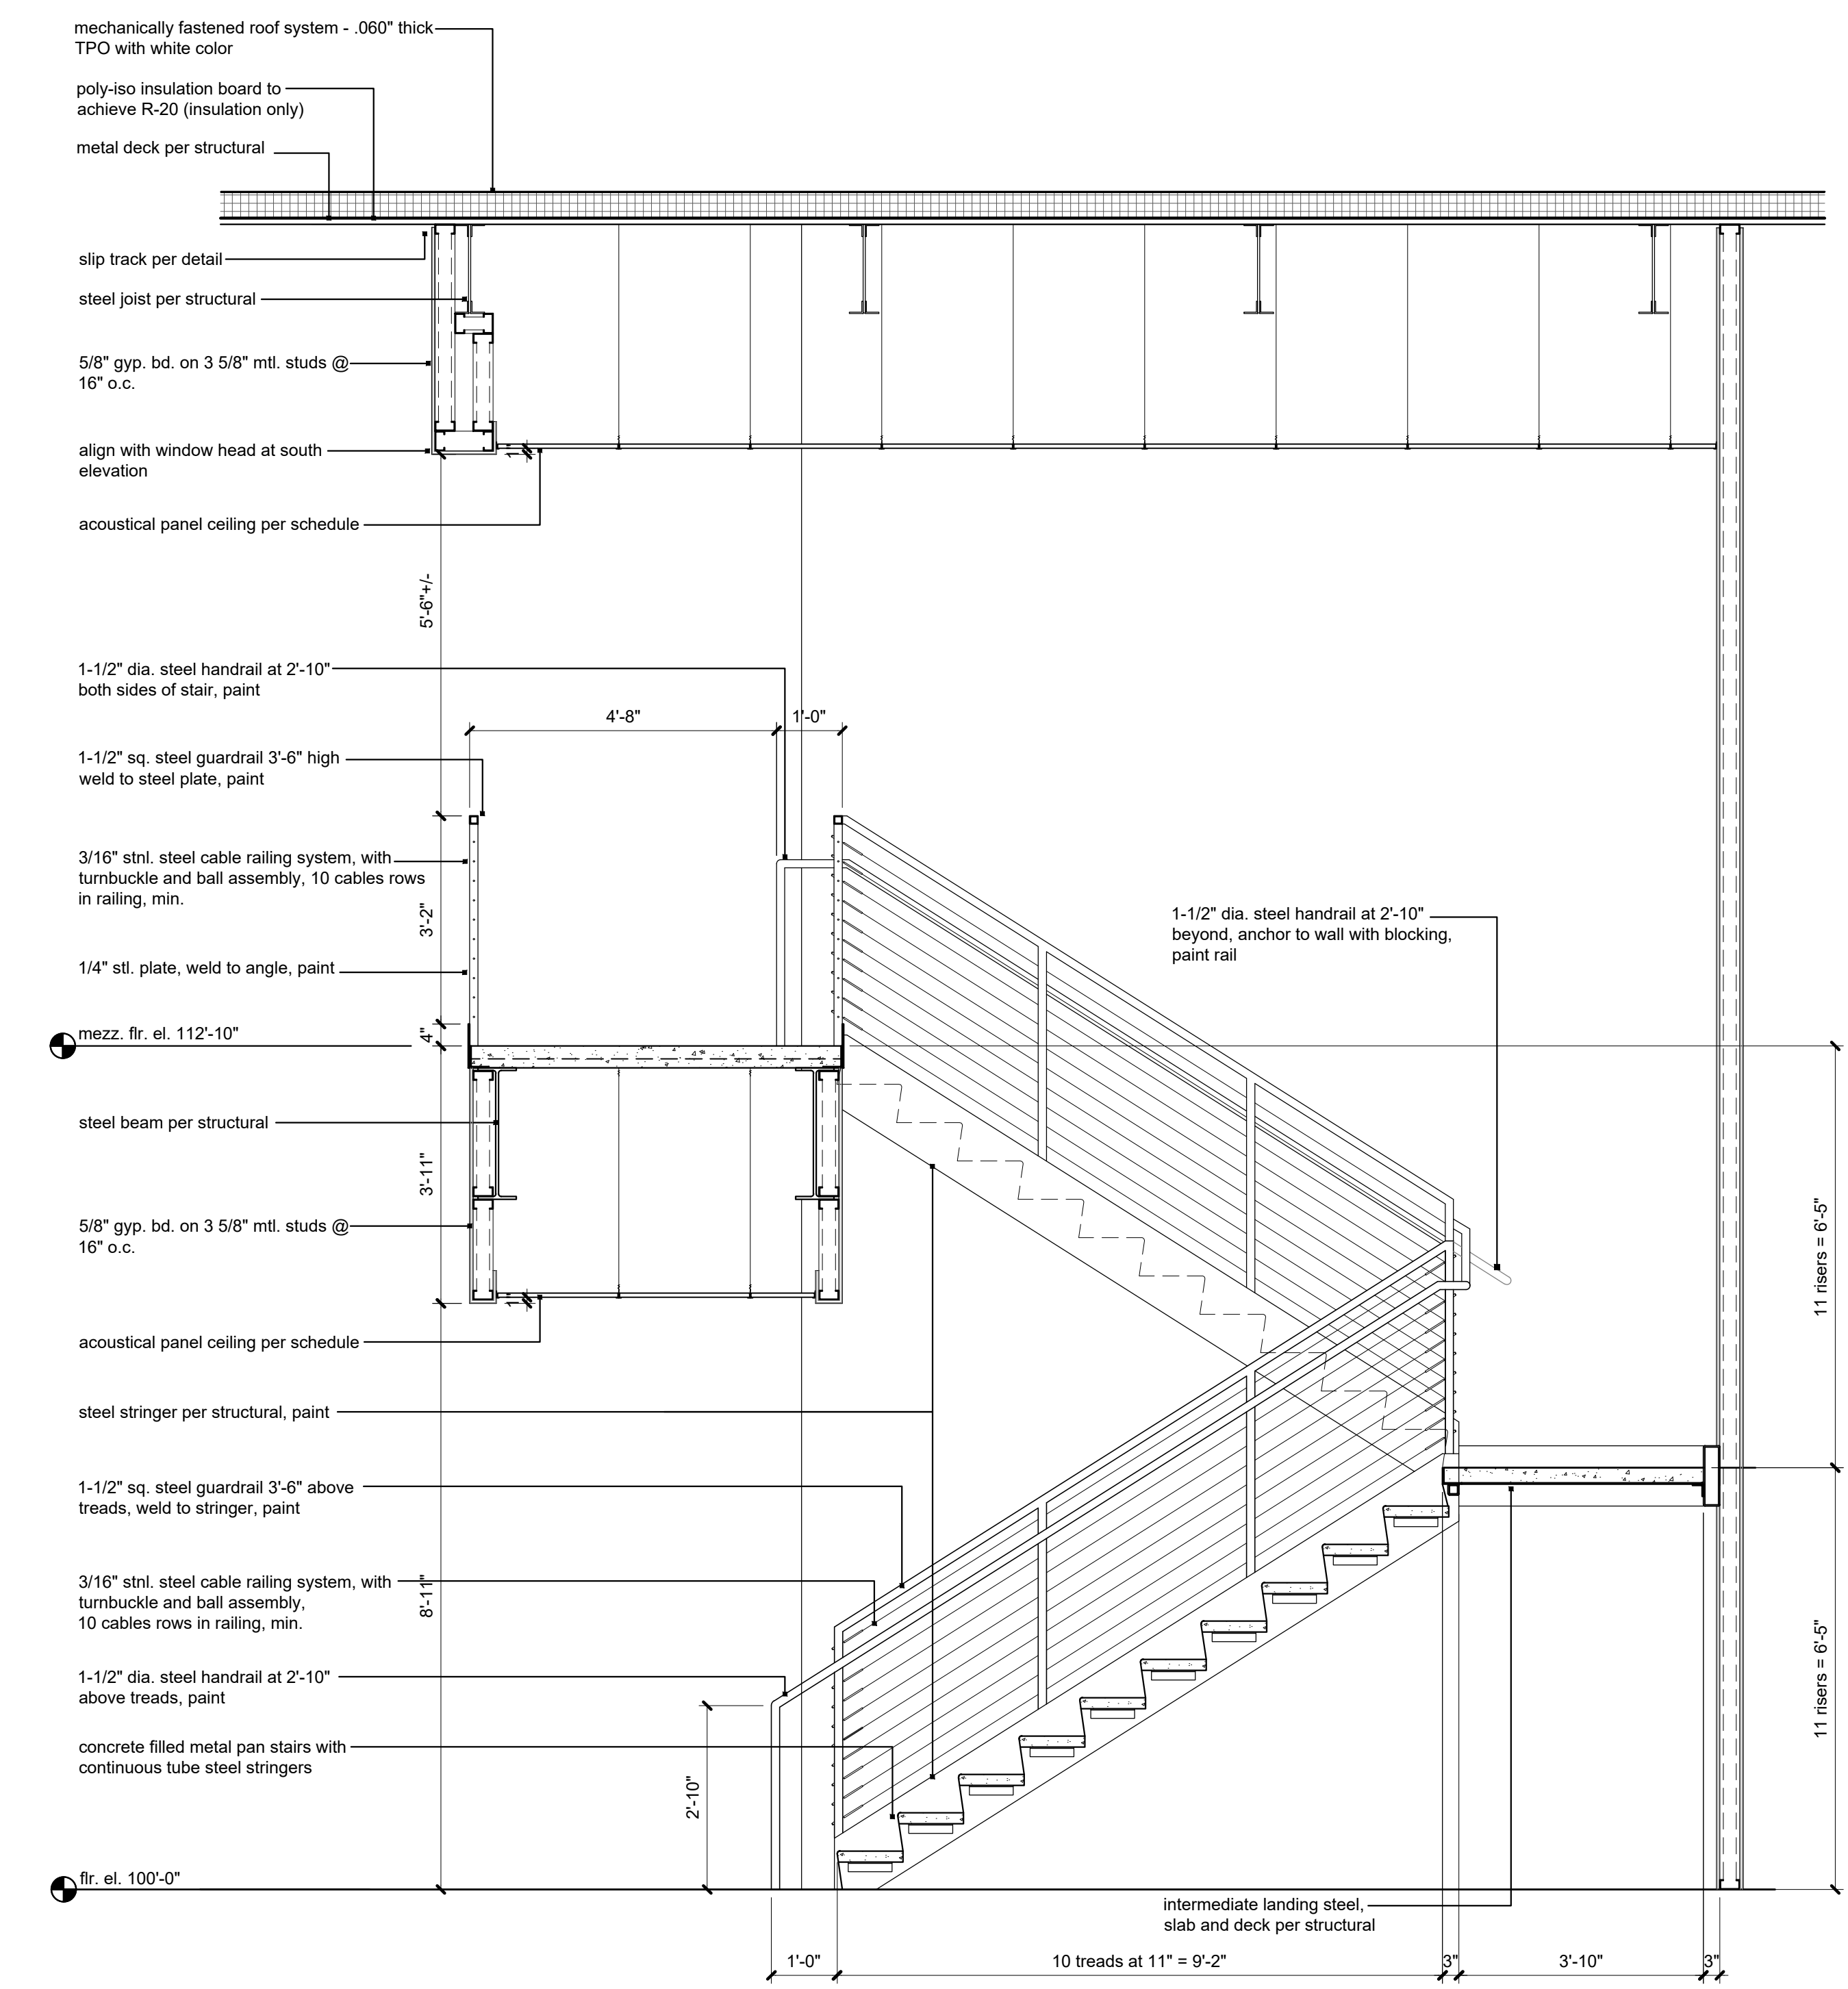 mechanically fastened roof system - .060" thick
TPO with white color
poly-iso insulation board to
achieve R-20 (insulation only)
metal deck per structural
slip track per detail
steel joist per structural
5/8" gyp. bd. on 3 5/8" mtl. studs @
16" o.c.
align with window head at south
elevation
1"
acoustical panel ceiling per schedule
5'-6"+/-
1-1/2" dia. steel handrail at 2'-10"
both sides of stair, paint
4'-8"
1'-0"
1-1/2" sq. steel guardrail 3'-6" high
weld to steel plate, paint
3/16" stnl. steel cable railing system, with
turnbuckle and ball assembly, 10 cables rows
in railing, min.
3'-2"
1-1/2" dia. steel handrail at 2'-10"
beyond, anchor to wall with blocking,
paint rail
1/4" stl. plate, weld to angle, paint
mezz. flr. el. 112'-10"
4"
steel beam per structural
3'-11"
5/8" gyp. bd. on 3 5/8" mtl. studs @
16" o.c.
11 risers = 6'-5"
1"
acoustical panel ceiling per schedule
steel stringer per structural, paint
1-1/2" sq. steel guardrail 3'-6" above
treads, weld to stringer, paint
3/16" stnl. steel cable railing system, with
turnbuckle and ball assembly,
10 cables rows in railing, min.
8'-11"
1-1/2" dia. steel handrail at 2'-10"
above treads, paint
11 risers = 6'-5"
concrete filled metal pan stairs with
continuous tube steel stringers
2'-10"
flr. el. 100'-0"
intermediate landing steel,
slab and deck per structural
1'-0"
10 treads at 11" = 9'-2"
3"
3'-10"
3"